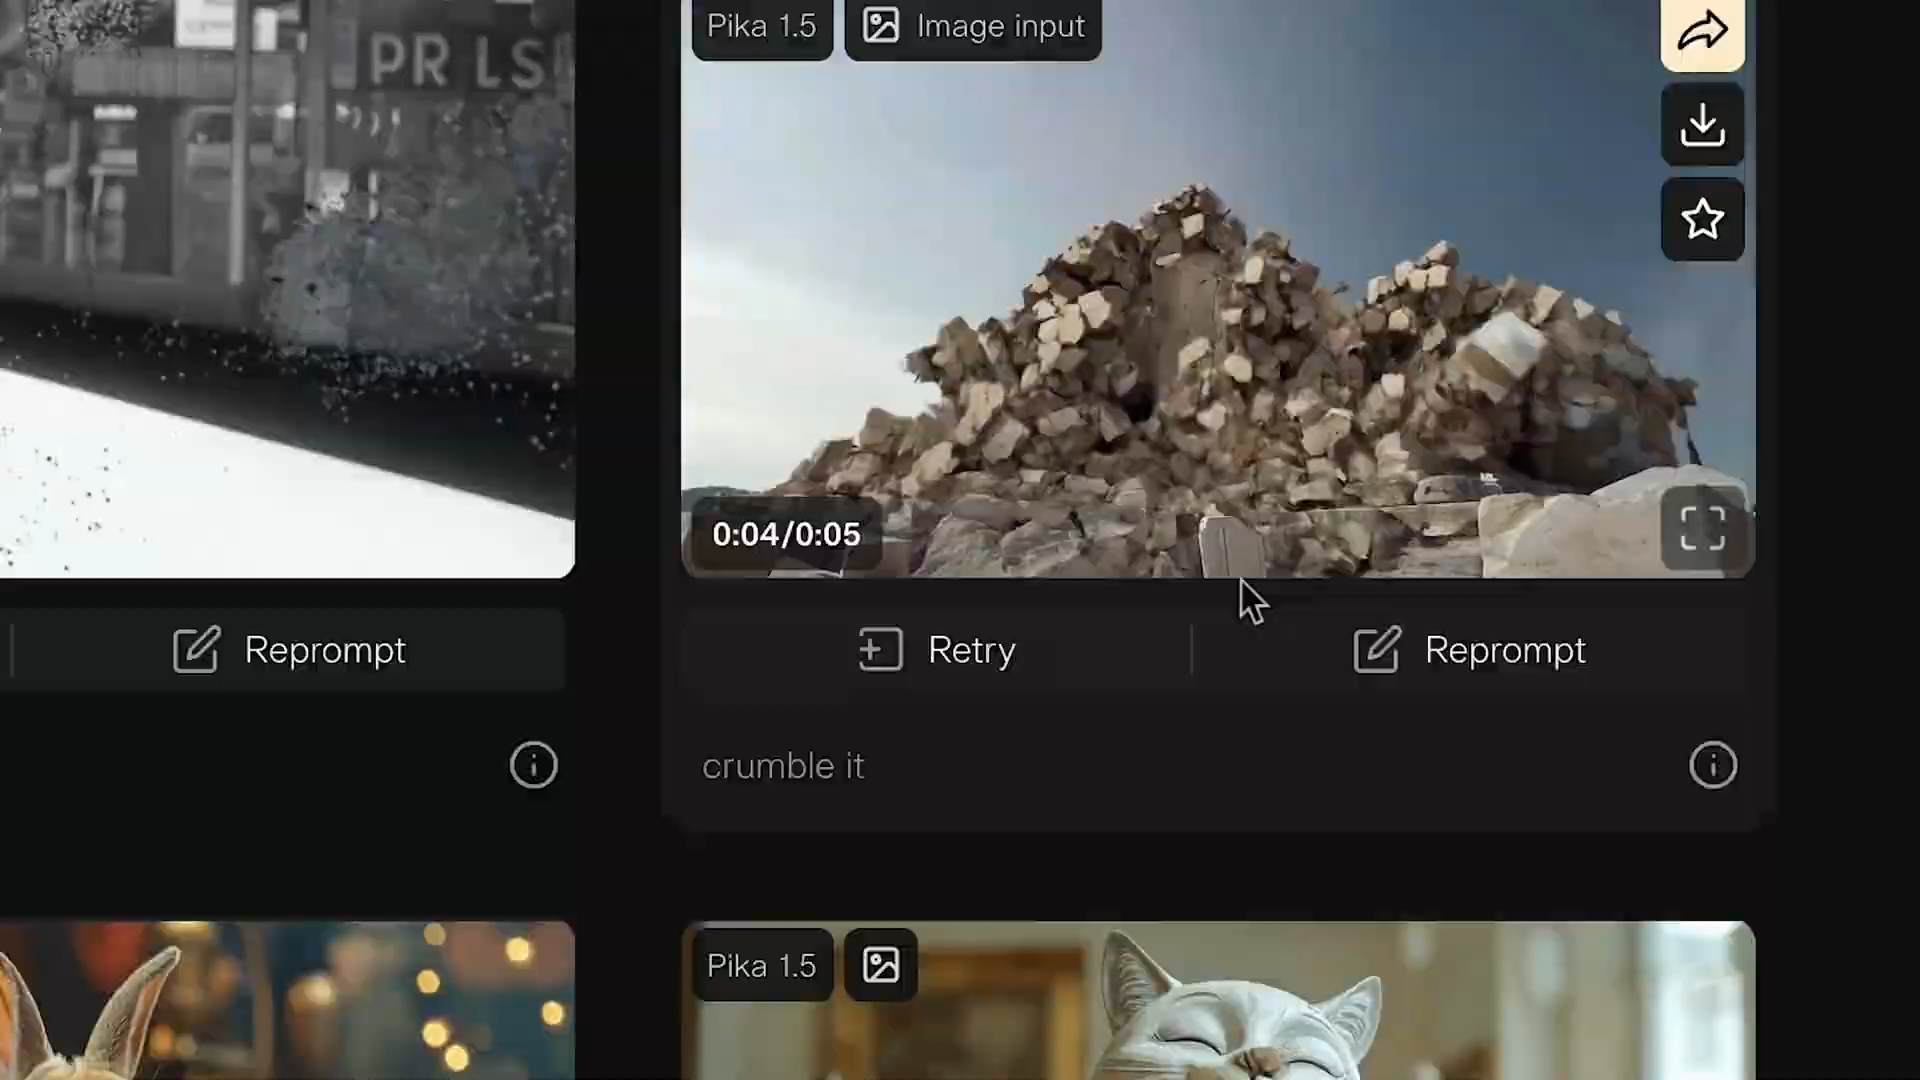 PR LS
Pika 1.5
Image input
0:04/0:05
Reprompt
Retry
Reprompt
crumble it
Pika 1.5